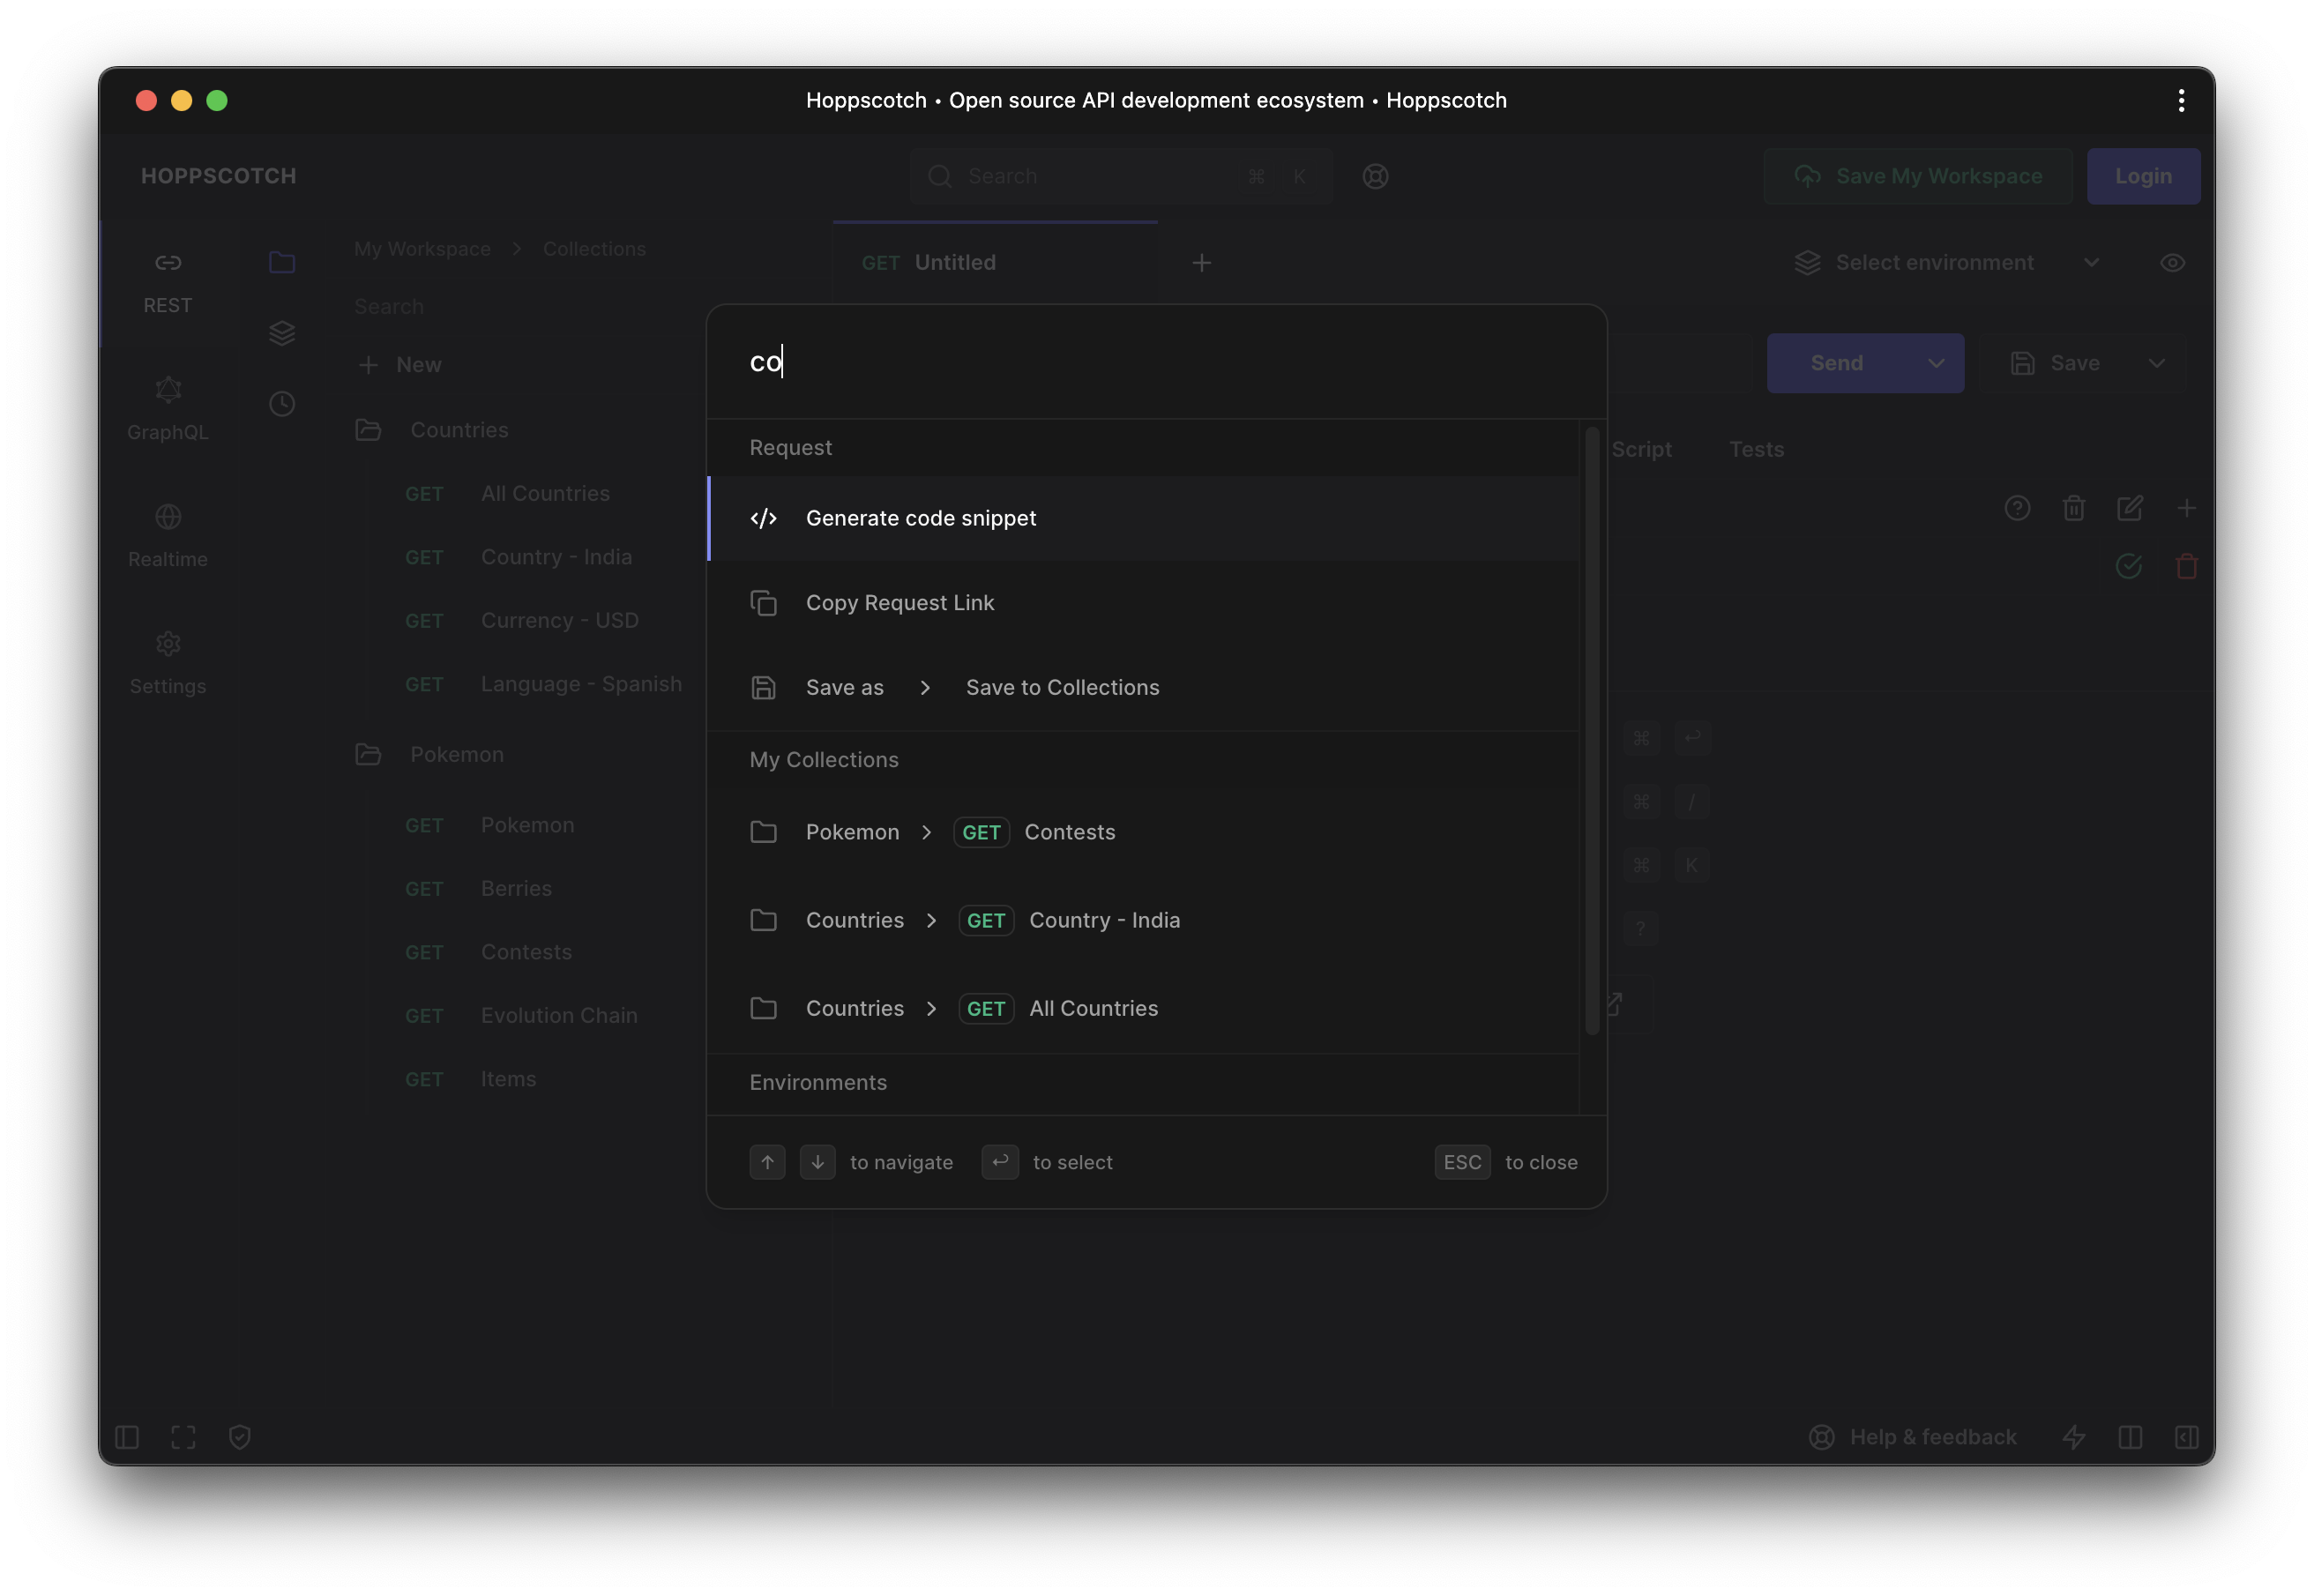 Hoppscotch • Open source API development ecosystem • Hoppscotch
HOPPSCOTCH
Search ⌘ K
Save My Workspace
Login
REST
GraphQL
Realtime
Settings
My Workspace > Collections
Search
+ New
Countries
GET All Countries
GET Country - India
GET Currency - USD
GET Language - Spanish
Pokemon
GET Pokemon
GET Berries
GET Contests
GET Evolution Chain
GET Items
GET Untitled
Select environment
Send
Save
Script Tests
⌘ ↩
⌘ /
⌘ K
?
co
Request
Generate code snippet
Copy Request Link
Save as > Save to Collections
My Collections
Pokemon > GET Contests
Countries > GET Country - India
Countries > GET All Countries
Environments
↑ ↓ to navigate ↩ to select ESC to close
Help & feedback